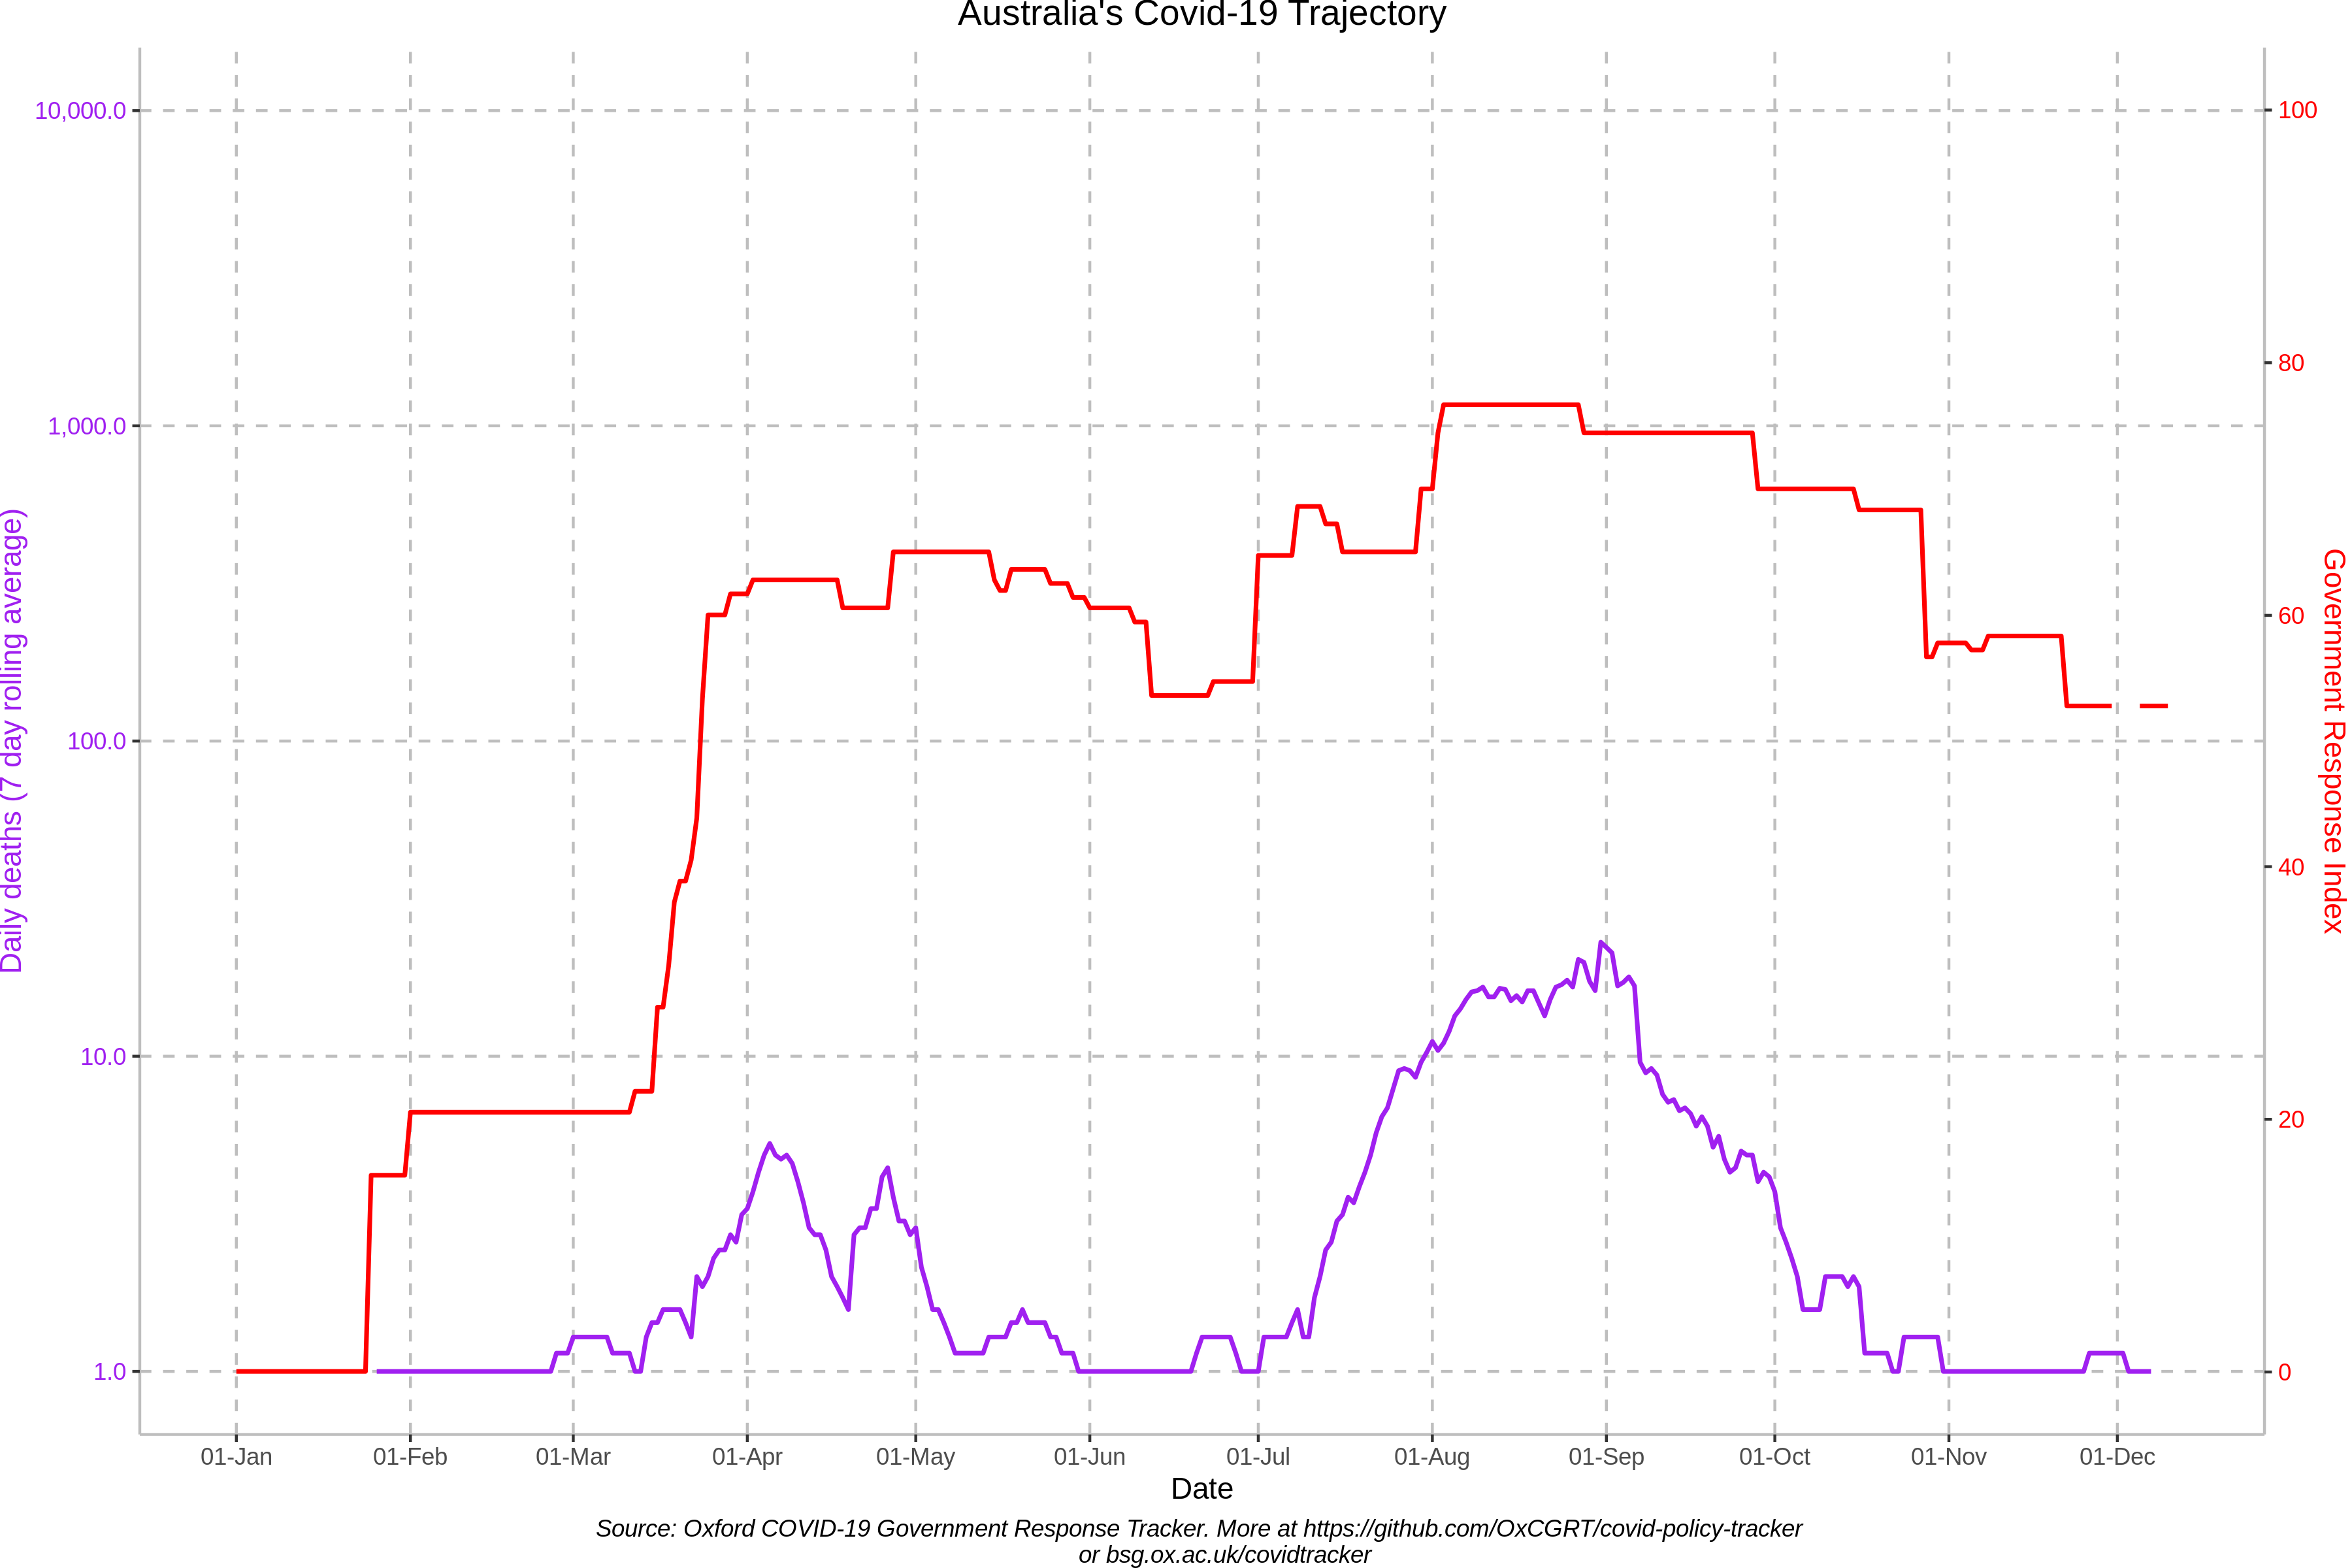 Australia's Covid-19 Trajectory
10,000.0
1,000.0
100.0
10.0
1.0
Daily deaths (7 day rolling average)
100
80
60
40
20
0
Government Response Index
01-Jan 01-Feb 01-Mar 01-Apr 01-May 01-Jun 01-Jul 01-Aug 01-Sep 01-Oct 01-Nov 01-Dec
Date
Source: Oxford COVID-19 Government Response Tracker. More at https://github.com/OxCGRT/covid-policy-tracker
or bsg.ox.ac.uk/covidtracker